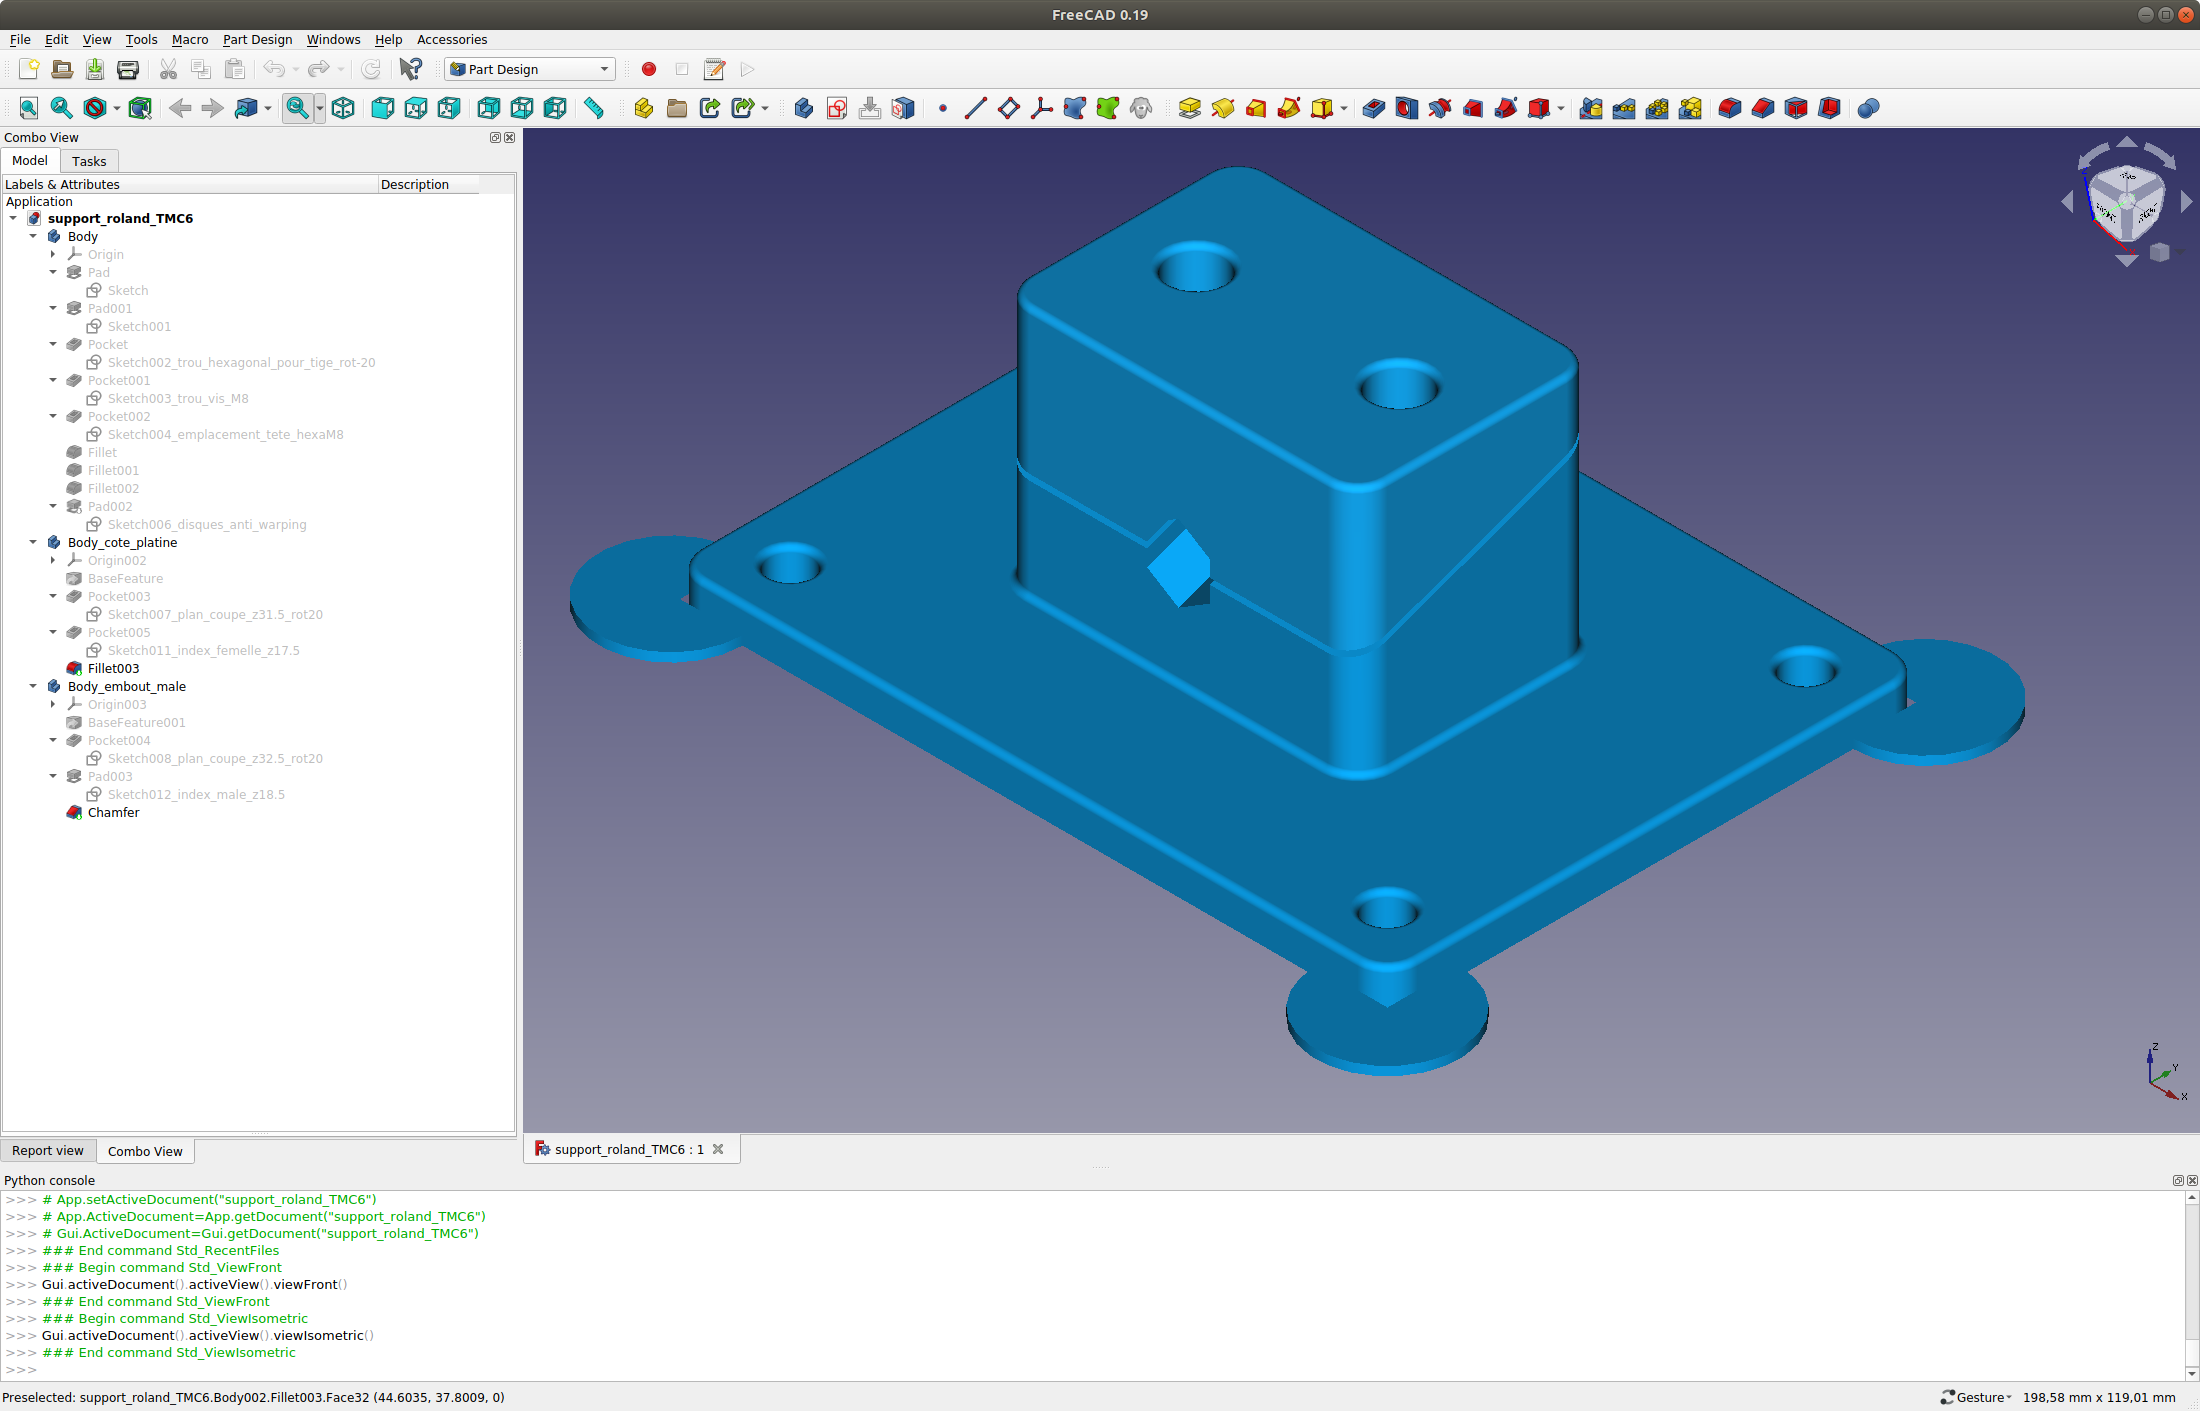 FreeCAD 0.19
File Edit View Tools Macro Part Design Windows Help Accessories
Part Design
Combo View
Model Tasks
Labels & Attributes Description
Application
support_roland_TMC6
Body
Origin
Pad
Sketch
Pad001
Sketch001
Pocket
Sketch002_trou_hexagonal_pour_tige_rot-20
Pocket001
Sketch003_trou_vis_M8
Pocket002
Sketch004_emplacement_tete_hexaM8
Fillet
Fillet001
Fillet002
Pad002
Sketch006_disques_anti_warping
Body_cote_platine
Origin002
BaseFeature
Pocket003
Sketch007_plan_coupe_z31.5_rot20
Pocket005
Sketch011_index_femelle_z17.5
Fillet003
Body_embout_male
Origin003
BaseFeature001
Pocket004
Sketch008_plan_coupe_z32.5_rot20
Pad003
Sketch012_index_male_z18.5
Chamfer
Z
Y
X
Report view Combo View
support_roland_TMC6 : 1
Python console
>>> # App.setActiveDocument("support_roland_TMC6")
>>> # App.ActiveDocument=App.getDocument("support_roland_TMC6")
>>> # Gui.ActiveDocument=Gui.getDocument("support_roland_TMC6")
>>> ### End command Std_RecentFiles
>>> ### Begin command Std_ViewFront
>>> Gui.activeDocument().activeView().viewFront()
>>> ### End command Std_ViewFront
>>> ### Begin command Std_ViewIsometric
>>> Gui.activeDocument().activeView().viewIsometric()
>>> ### End command Std_ViewIsometric
>>>
Preselected: support_roland_TMC6.Body002.Fillet003.Face32 (44.6035, 37.8009, 0)
Gesture 198,58 mm x 119,01 mm